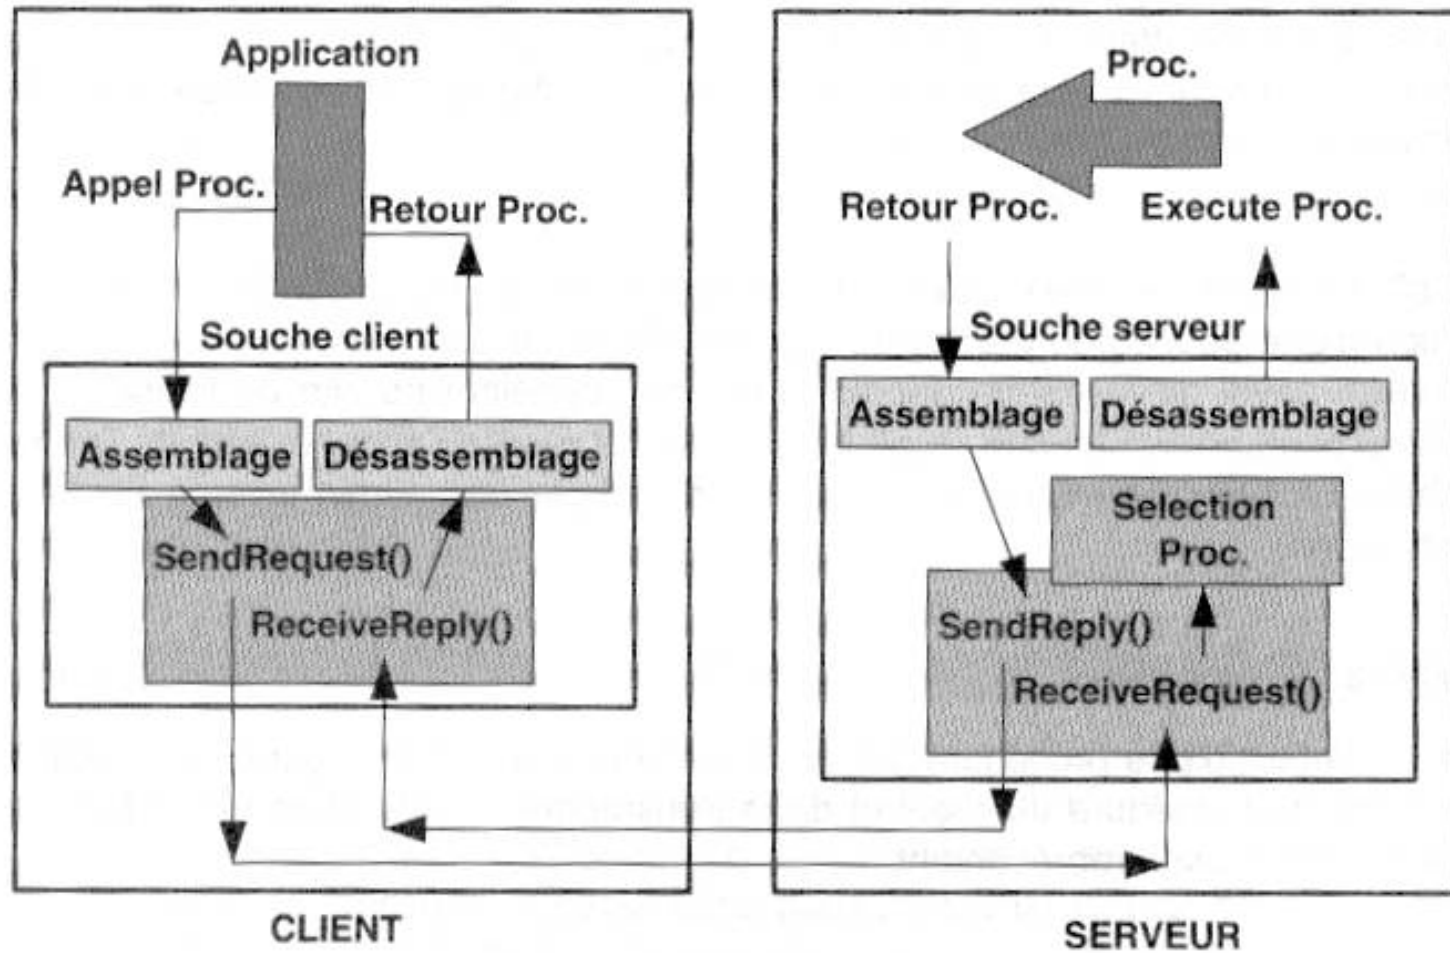 Application
Appel Proc.
Retour Proc.
Souche client
Assemblage
Désassemblage
SendRequest()
ReceiveReply()
CLIENT
Proc.
Retour Proc.
Execute Proc.
Souche serveur
Assemblage
Désassemblage
Selection
Proc.
SendReply()
ReceiveRequest()
SERVEUR